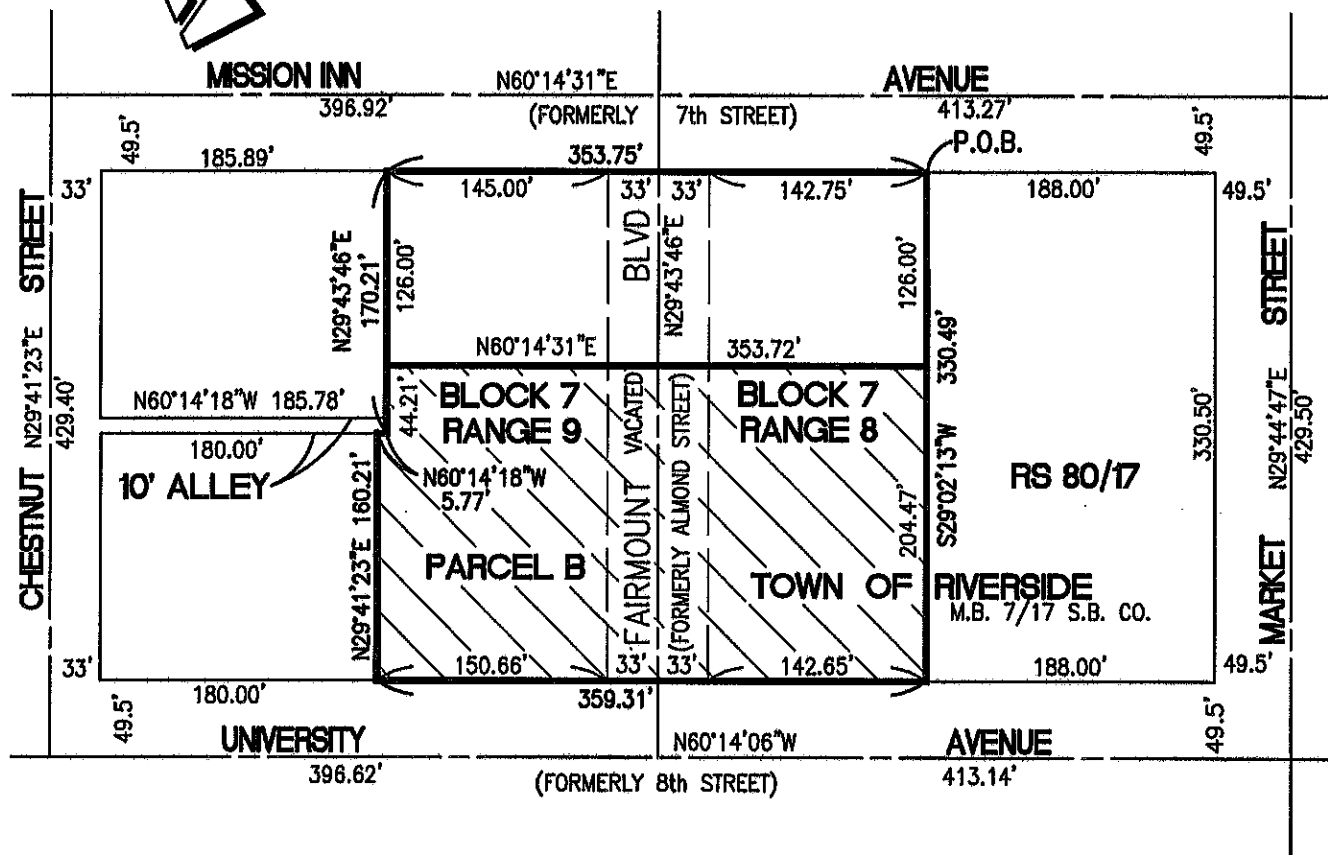 MISSION INN N60°14'31"E AVENUE
396.92' (FORMERLY 7th STREET) 413.27'
49.5' 185.89' 353.75' P.O.B. 49.5'
33' 145.00' 33' 33' 142.75' 188.00' 49.5'
CHESTNUT STREET
N29°41'23"E
429.40'
N29°43'46"E
170.21'
126.00'
FAIRMOUNT BLVD
VACATED
(FORMERLY ALMOND STREET)
N29°43'46"E
126.00'
330.49'
S29°02'13"W
204.47'
330.50'
MARKET STREET
N29°44'47"E
429.50'
N60°14'31"E 353.72'
N60°14'18"W 185.78'
44.21'
BLOCK 7
RANGE 9
BLOCK 7
RANGE 8
180.00'
10' ALLEY
N60°14'18"W
5.77'
N29°41'23"E 160.21'
RS 80/17
PARCEL B
TOWN OF RIVERSIDE
M.B. 7/17 S.B. CO.
33' 150.66' 33' 33' 142.65' 188.00' 49.5'
49.5' 180.00' 359.31' 49.5'
UNIVERSITY N60°14'06"W AVENUE
396.62' (FORMERLY 8th STREET) 413.14'